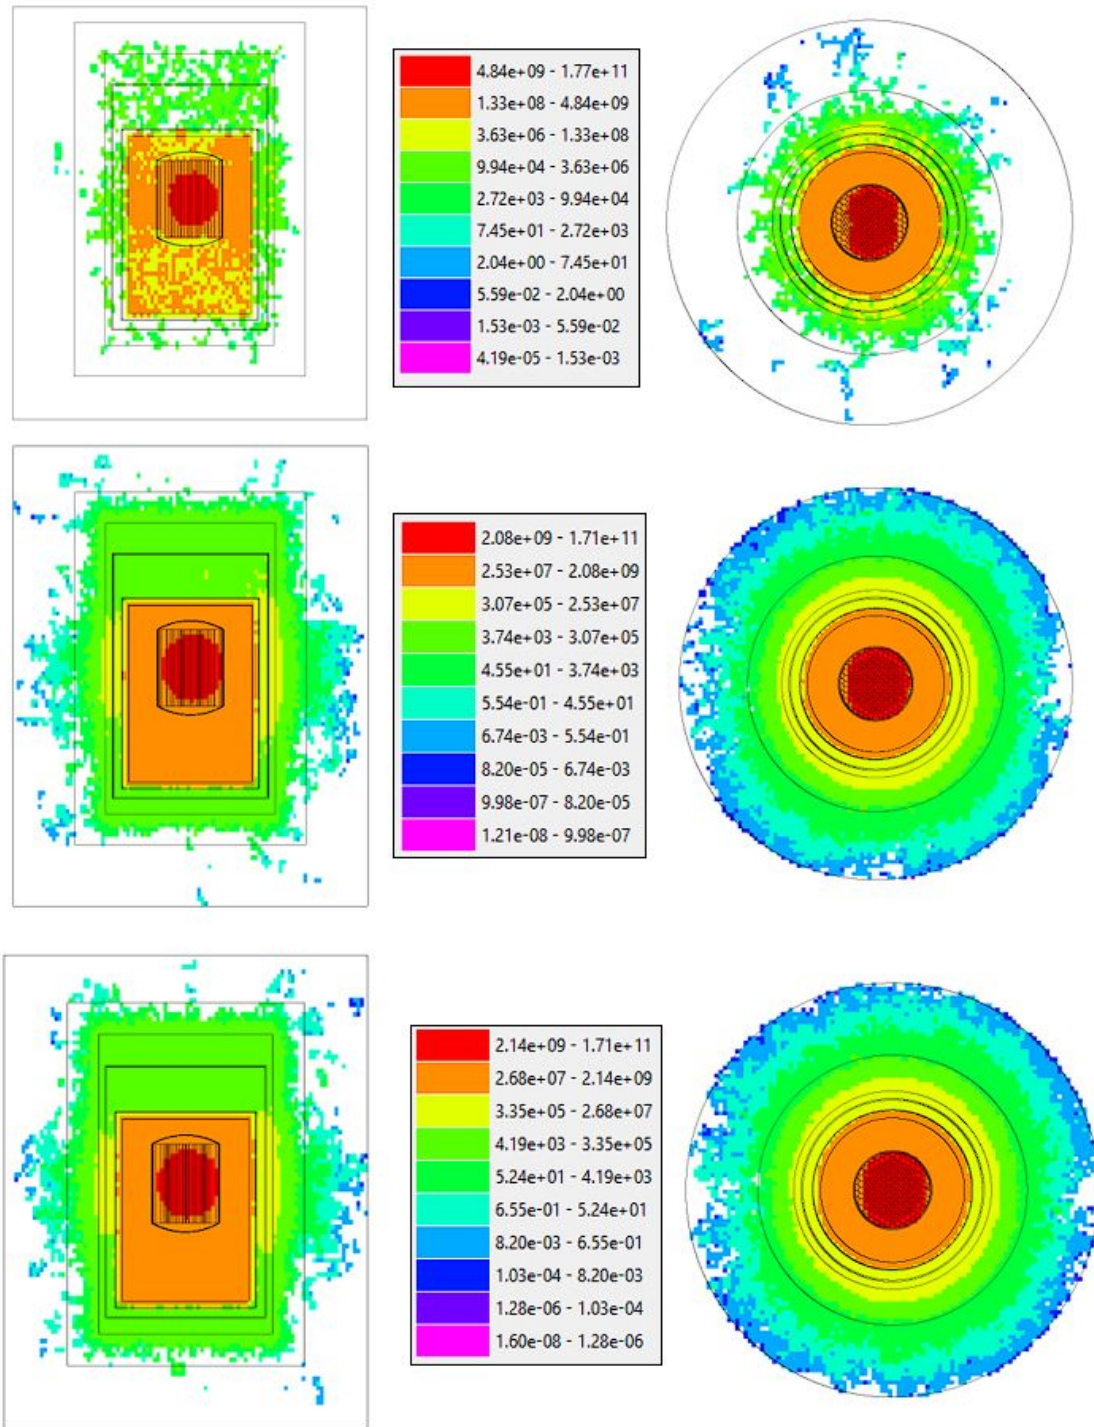 4.84e+09 - 1.77e+11
1.33e+08 - 4.84e+09
3.63e+06 - 1.33e+08
9.94e+04 - 3.63e+06
2.72e+03 - 9.94e+04
7.45e+01 - 2.72e+03
2.04e+00 - 7.45e+01
5.59e-02 - 2.04e+00
1.53e-03 - 5.59e-02
4.19e-05 - 1.53e-03
2.08e+09 - 1.71e+11
2.53e+07 - 2.08e+09
3.07e+05 - 2.53e+07
3.74e+03 - 3.07e+05
4.55e+01 - 3.74e+03
5.54e-01 - 4.55e+01
6.74e-03 - 5.54e-01
8.20e-05 - 6.74e-03
9.98e-07 - 8.20e-05
1.21e-08 - 9.98e-07
2.14e+09 - 1.71e+11
2.68e+07 - 2.14e+09
3.35e+05 - 2.68e+07
4.19e+03 - 3.35e+05
5.24e+01 - 4.19e+03
6.55e-01 - 5.24e+01
8.20e-03 - 6.55e-01
1.03e-04 - 8.20e-03
1.28e-06 - 1.03e-04
1.60e-08 - 1.28e-06